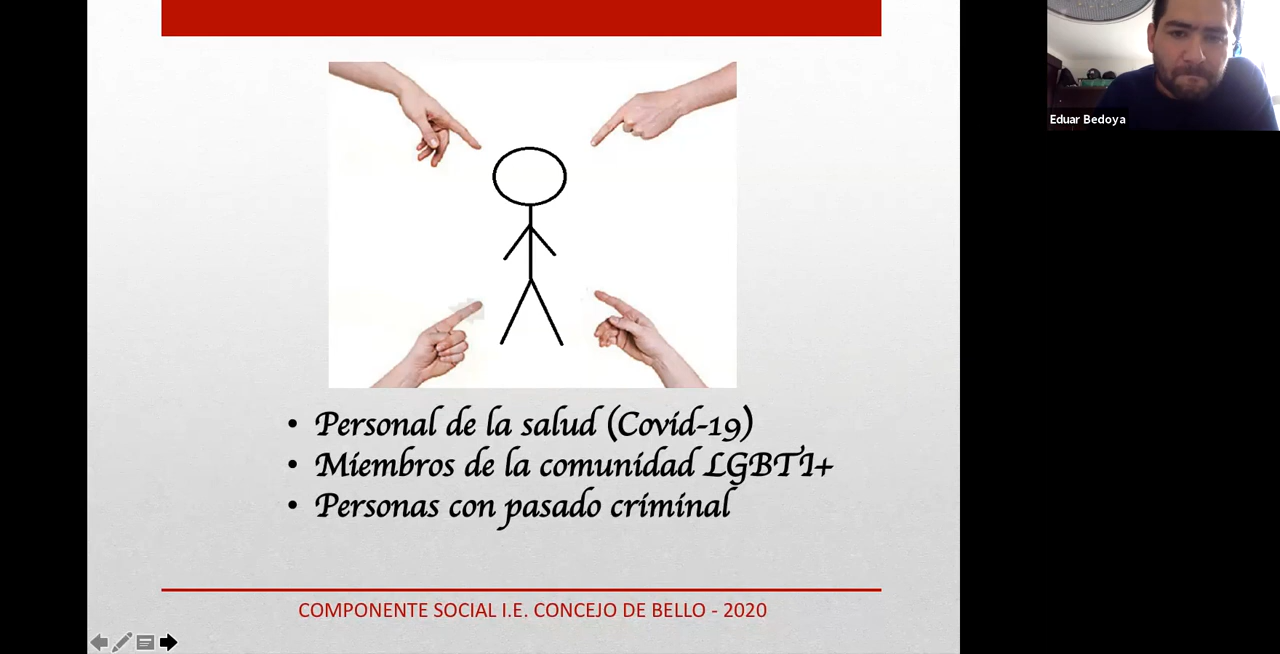 • Personal de la salud (Covid-19)
• Miembros de la comunidad LGBTI+
• Personas con pasado criminal
COMPONENTE SOCIAL I.E. CONCEJO DE BELLO - 2020
Eduar Bedoya